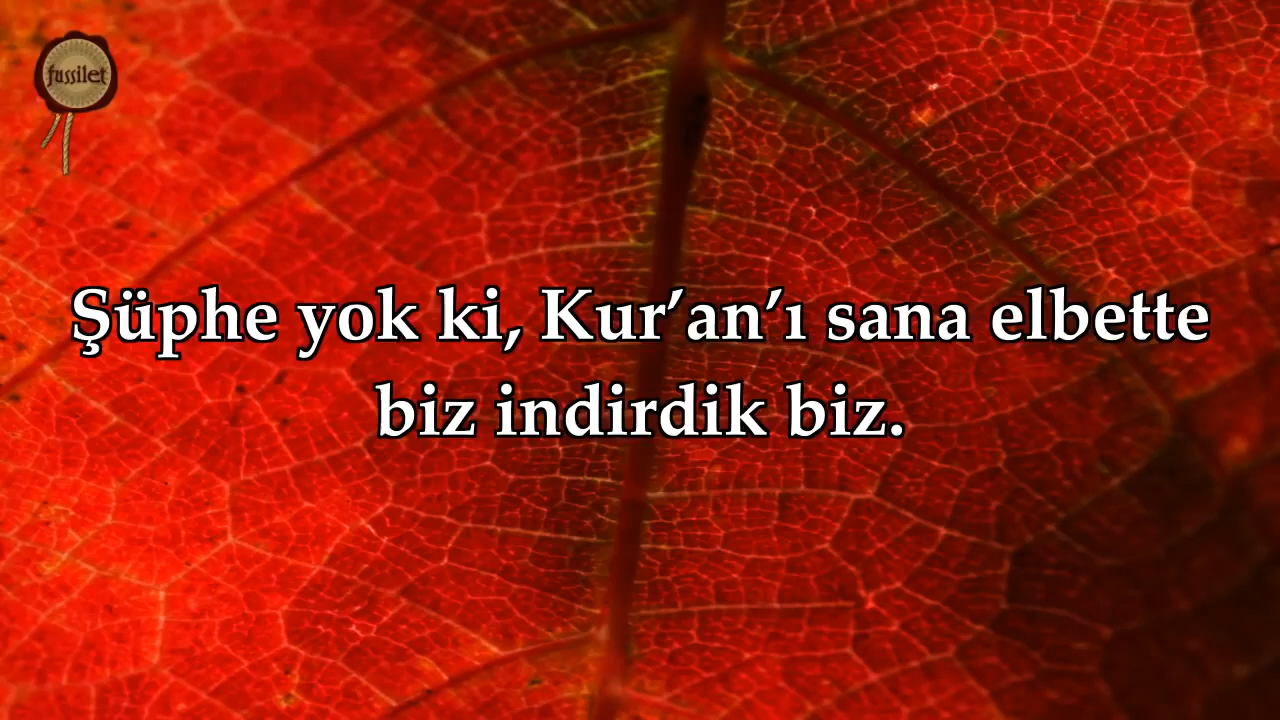 fussilet
Şüphe yok ki, Kur’an’ı sana elbette
biz indirdik biz.